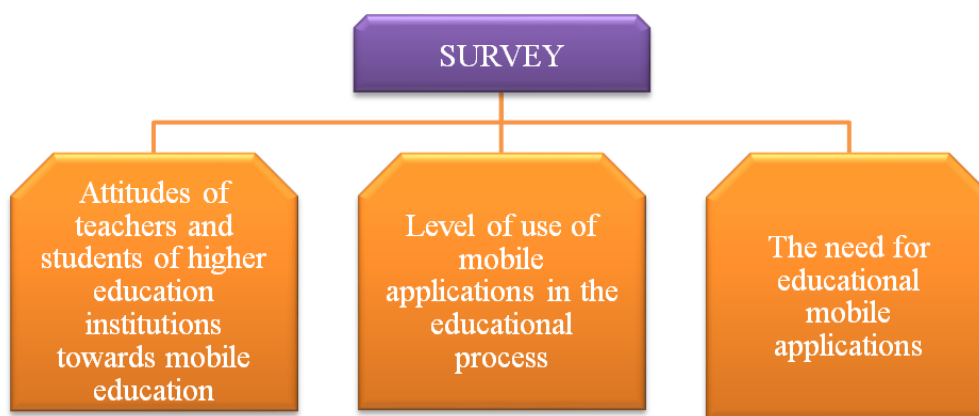 SURVEY
Attitudes of
teachers and
students of higher
education
institutions
towards mobile
education
Level of use of
mobile
applications in the
educational
process
The need for
educational
mobile
applications